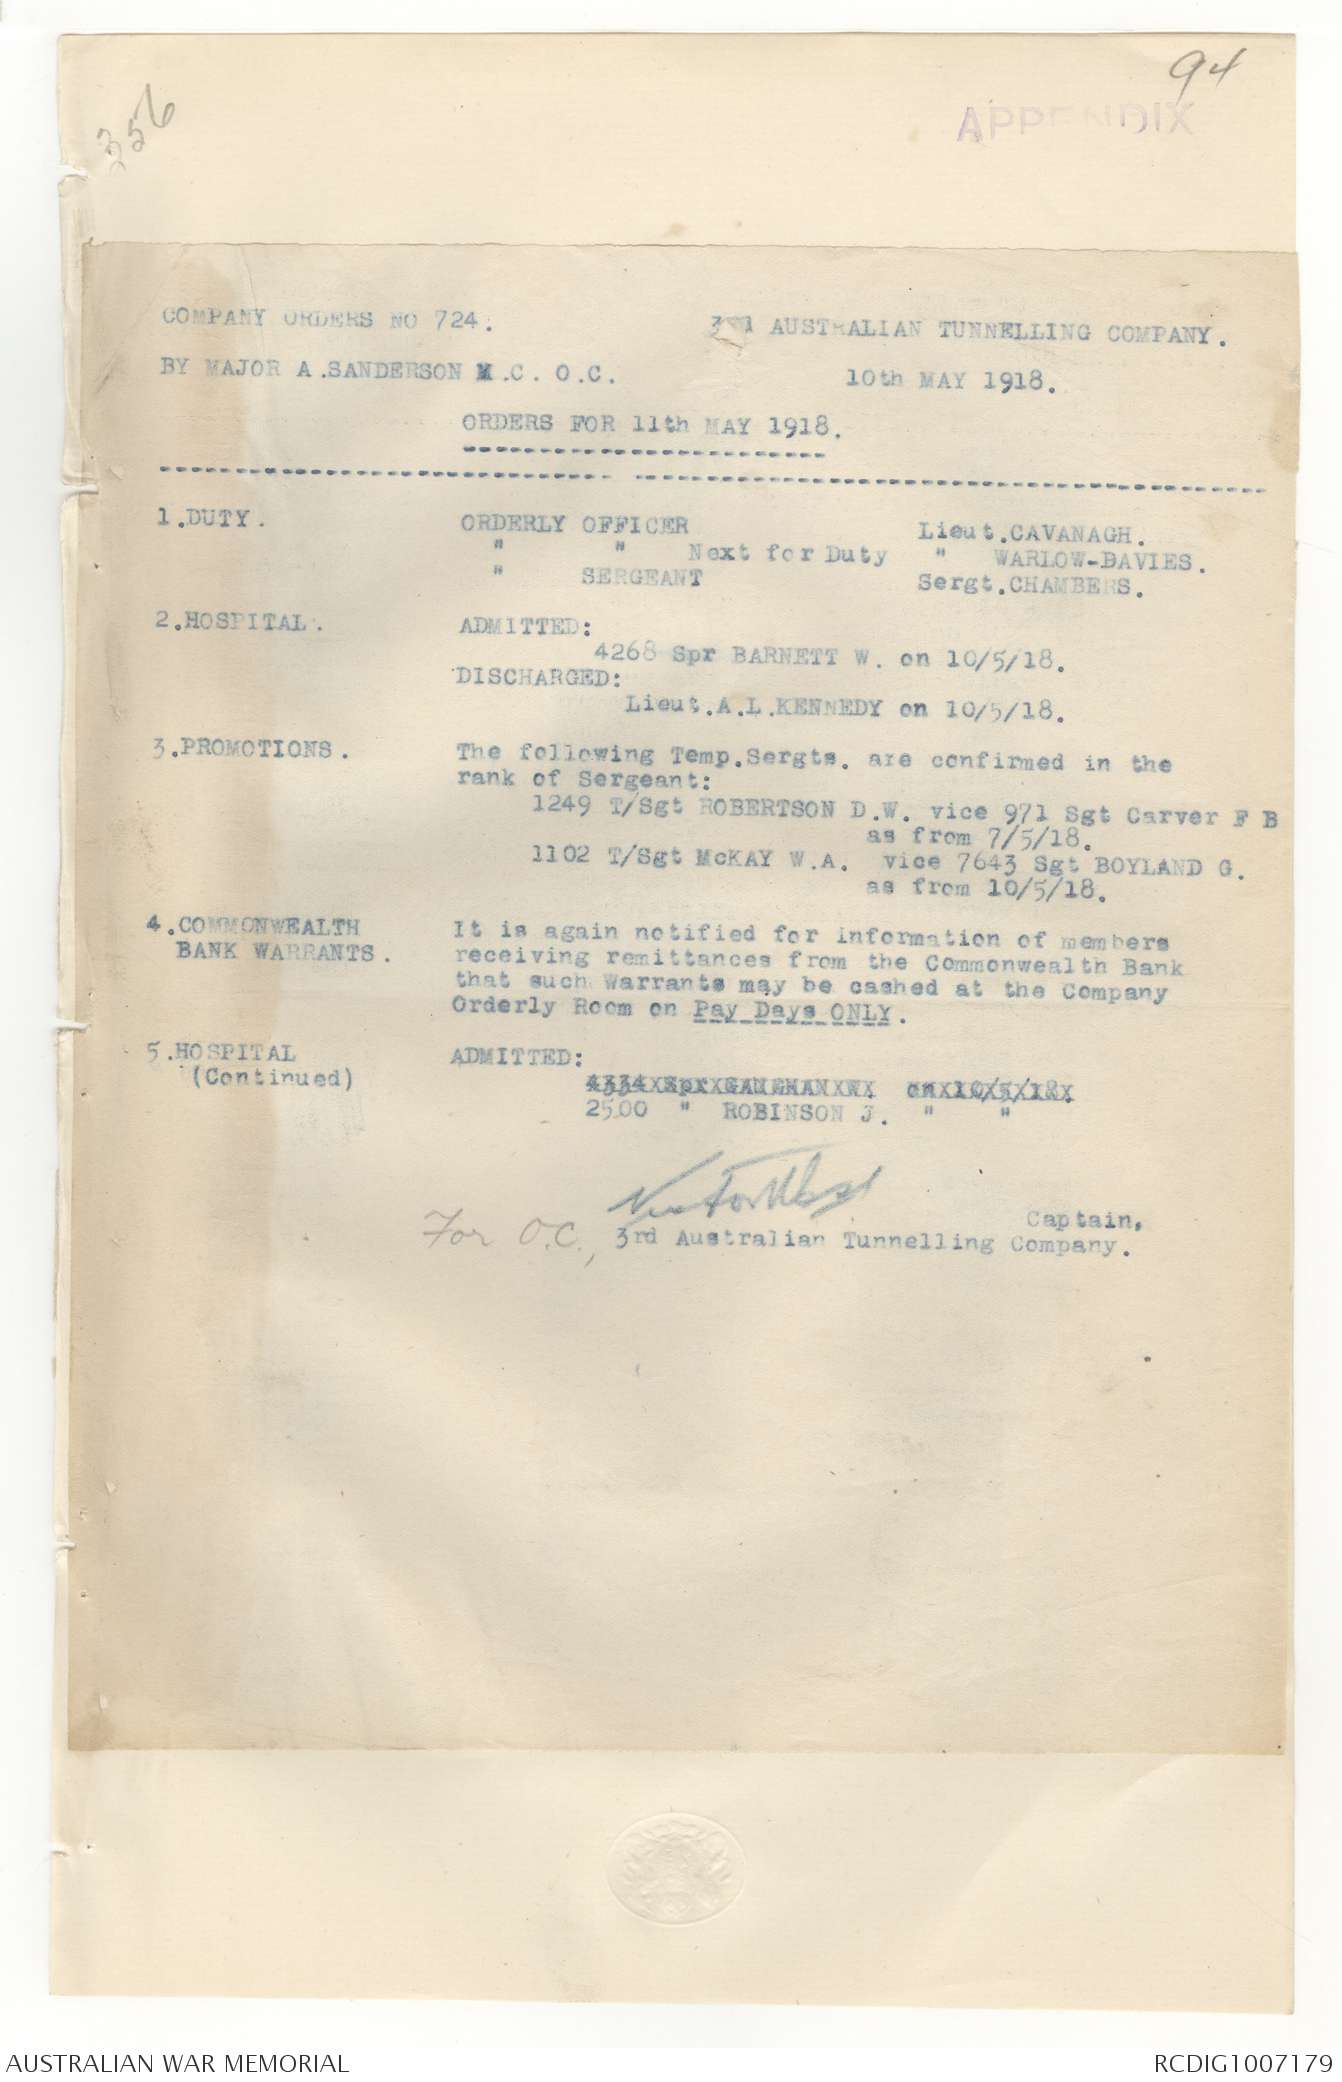 94
356
APPENDIX
COMPANY ORDERS NO 724.
3rd AUSTRALIAN TUNNELLING COMPANY.
BY MAJOR A.SANDERSON M.C. O.C.
10th MAY 1918.
ORDERS FOR 11th MAY 1918.
1.DUTY. ORDERLY OFFICER Lieut.CAVANAGH.
" " Next for Duty " WARLOW-DAVIES.
" SERGEANT Sergt.CHAMBERS.
2.HOSPITAL. ADMITTED:
4268 Spr BARNETT W. on 10/5/18.
DISCHARGED:
Lieut.A.L.KENNEDY on 10/5/18.
3.PROMOTIONS. The following Temp.Sergts. are confirmed in the
rank of Sergeant:
1249 T/Sgt ROBERTSON D.W. vice 971 Sgt Carver F B
as from 7/5/18.
1102 T/Sgt McKAY W.A. vice 7643 Sgt BOYLAND G.
as from 10/5/18.
4.COMMONWEALTH It is again notified for information of members
BANK WARRANTS. receiving remittances from the Commonwealth Bank
that such Warrants may be cashed at the Company
Orderly Room on Pay Days ONLY.
5.HOSPITAL ADMITTED:
(Continued)
4334 Spr on 10/5/18
2500 " ROBINSON J. " "
Captain,
For O.C., 3rd Australian Tunnelling Company.
AUSTRALIAN WAR MEMORIAL
RCDIG1007179